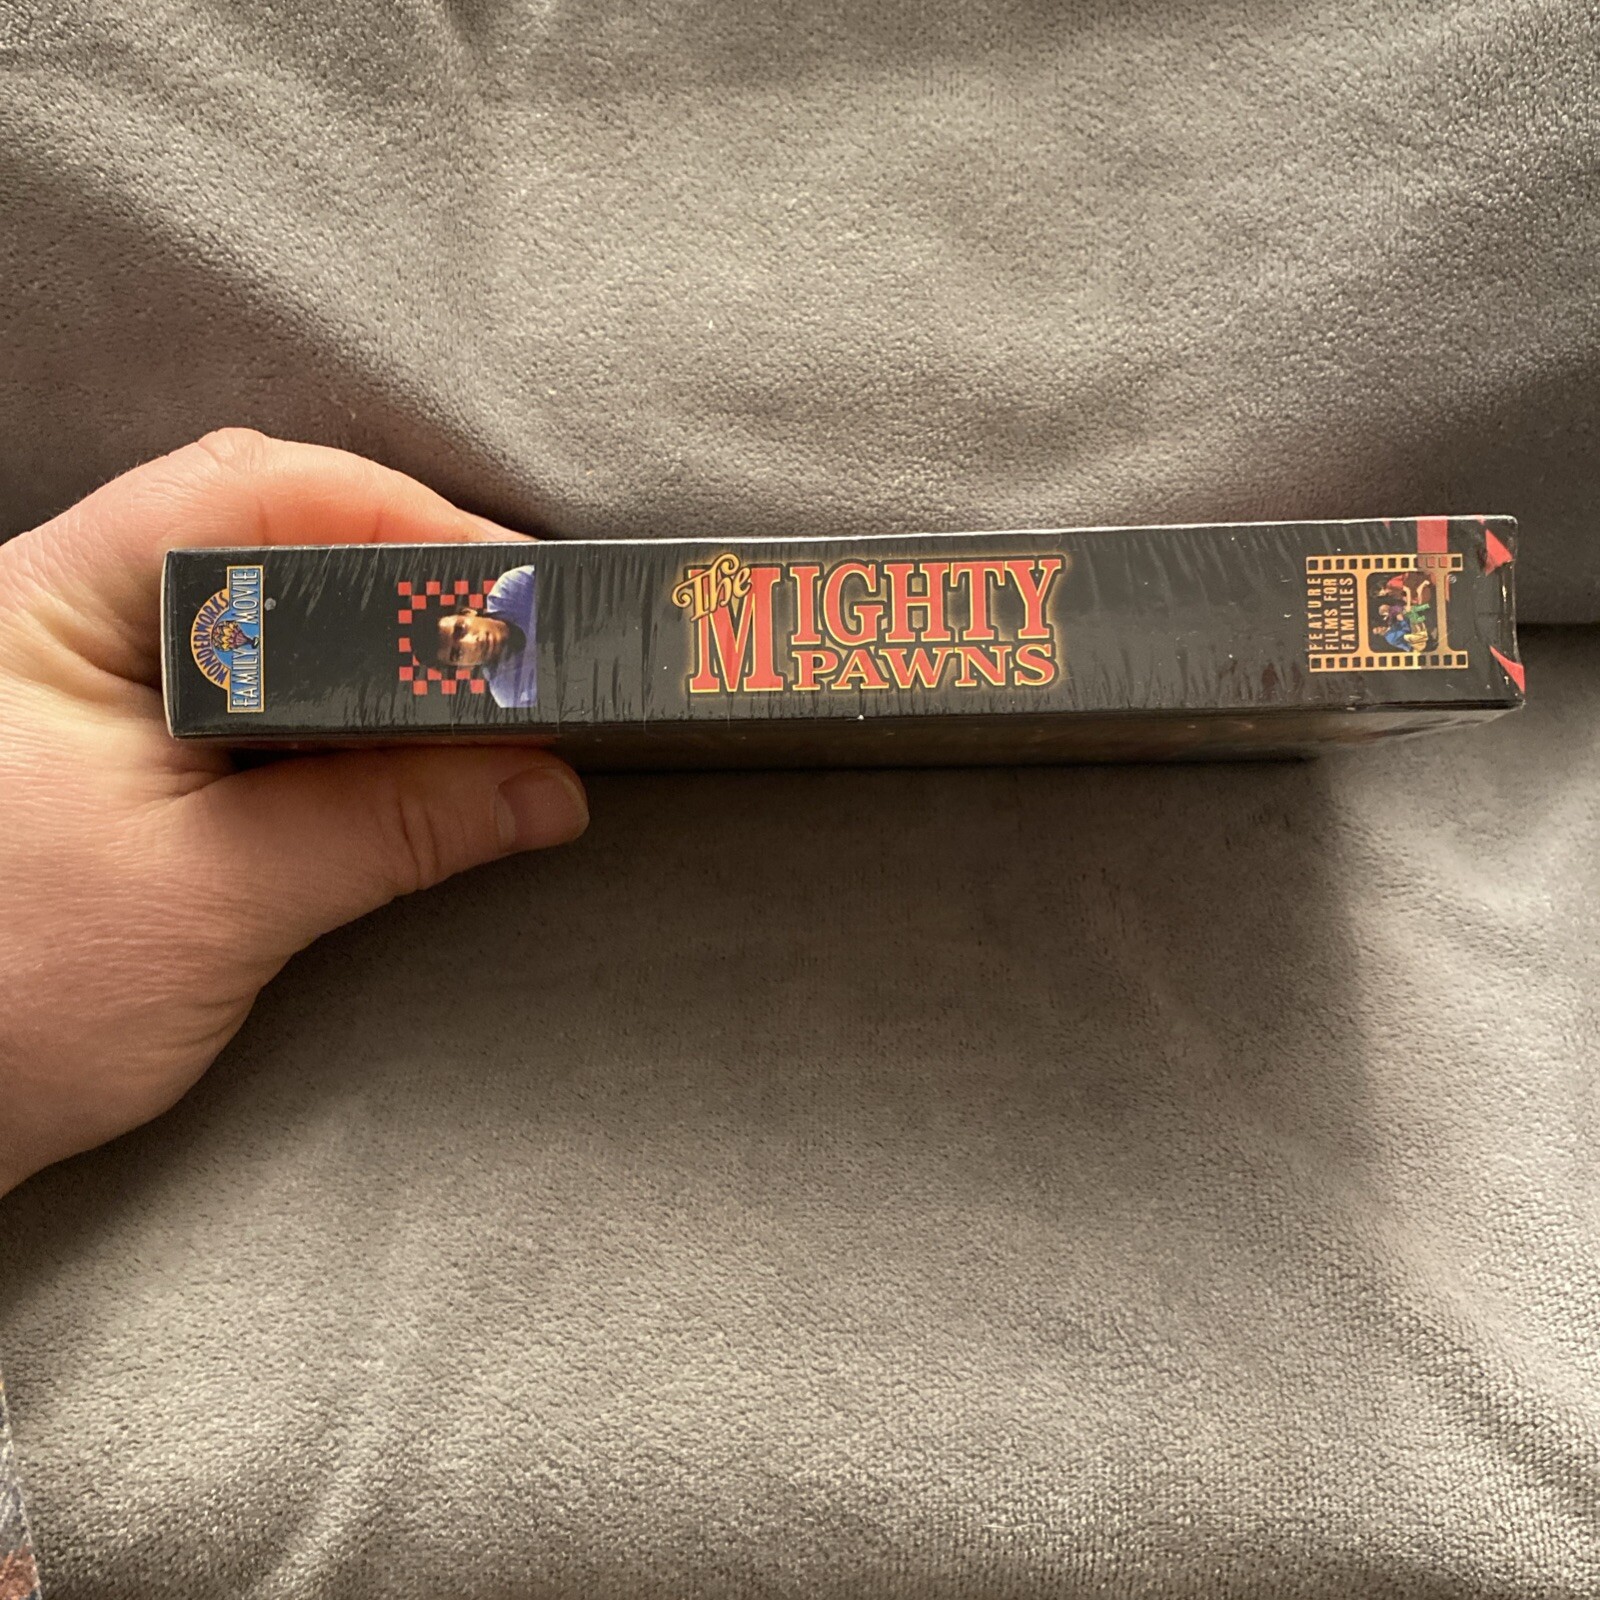 WONDERWORKS
FAMILY MOVIE
The
MIGHTY
PAWNS
FEATURE
FILMS FOR
FAMILIES
®